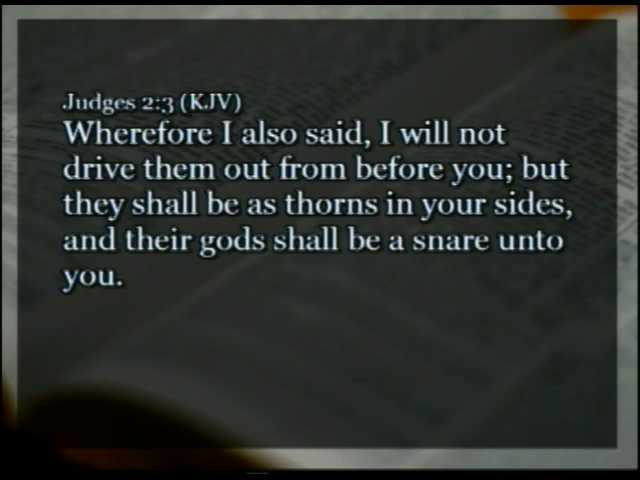 Judges 2:3 (KJV)
Wherefore I also said, I will not
drive them out from before you; but
they shall be as thorns in your sides,
and their gods shall be a snare unto
you.